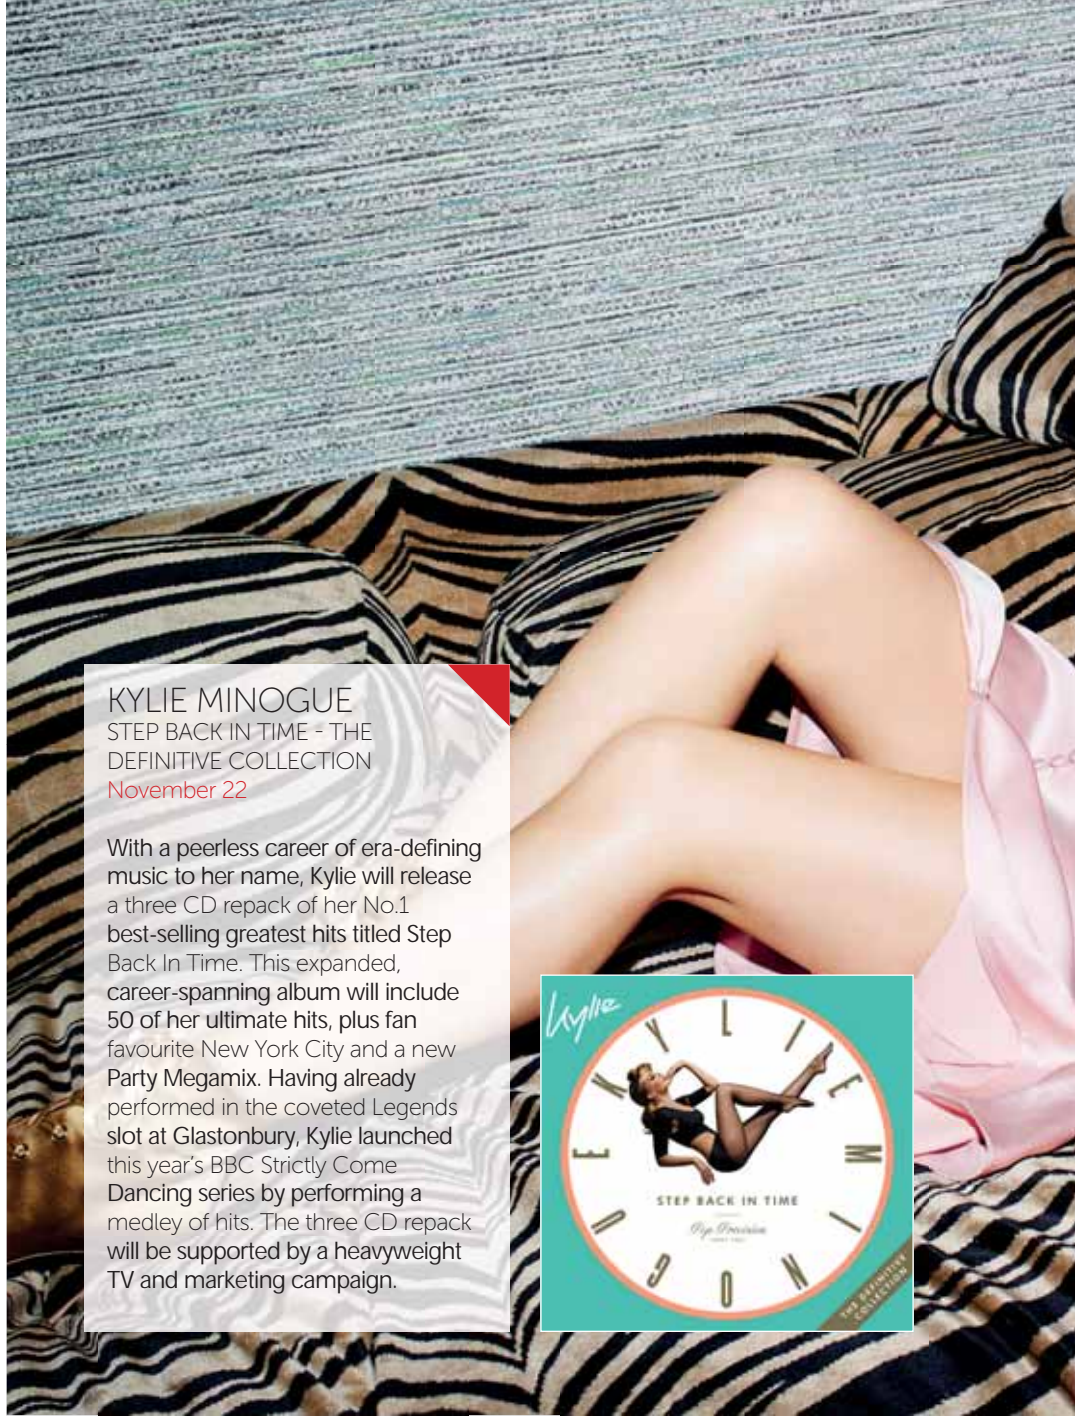 KYLIE MINOGUE
STEP BACK IN TIME - THE
DEFINITIVE COLLECTION
November 22
With a peerless career of era-defining
music to her name, Kylie will release
a three CD repack of her No.1
best-selling greatest hits titled Step
Back In Time. This expanded,
career-spanning album will include
50 of her ultimate hits, plus fan
favourite New York City and a new
Party Megamix. Having already
performed in the coveted Legends
slot at Glastonbury, Kylie launched
this year's BBC Strictly Come
Dancing series by performing a
medley of hits. The three CD repack
will be supported by a heavyweight
TV and marketing campaign.
Kylie
KYLIE MINOGUE
STEP BACK IN TIME
Pop Precision
THE DEFINITIVE
COLLECTION